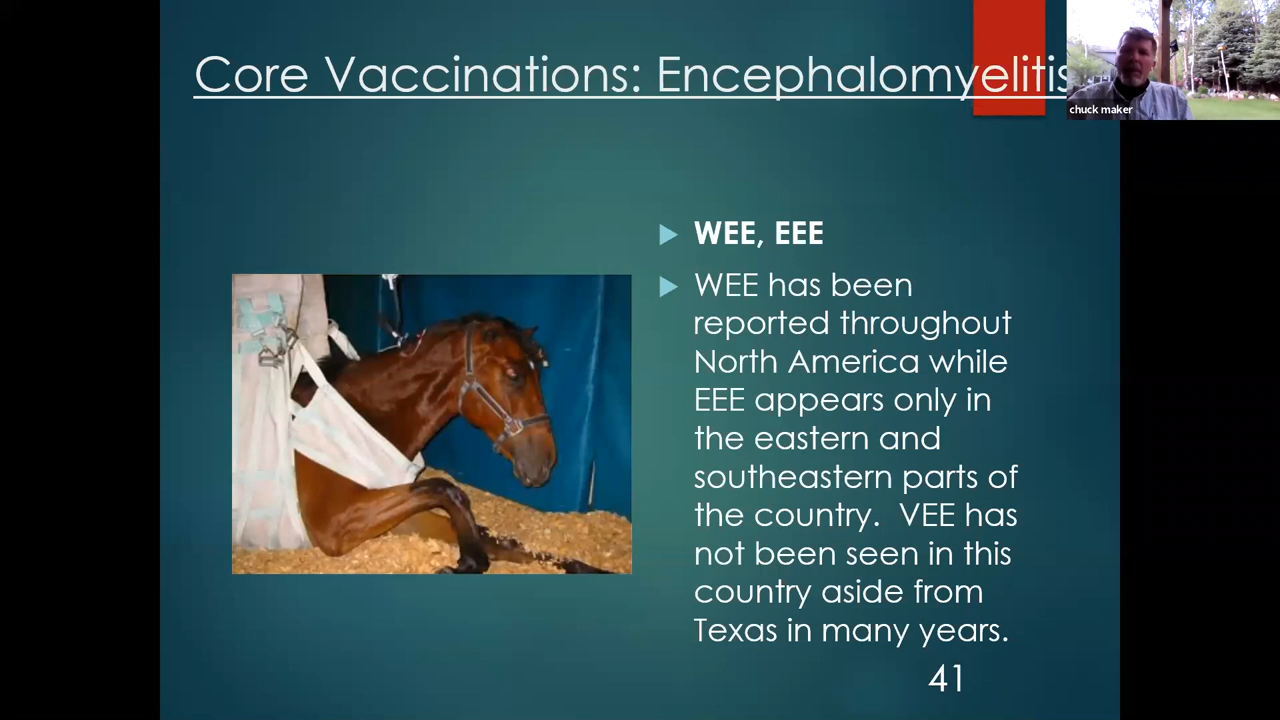 Core Vaccinations: Encephalomyelitis
chuck maker
WEE, EEE
WEE has been
reported throughout
North America while
EEE appears only in
the eastern and
southeastern parts of
the country.  VEE has
not been seen in this
country aside from
Texas in many years.
41